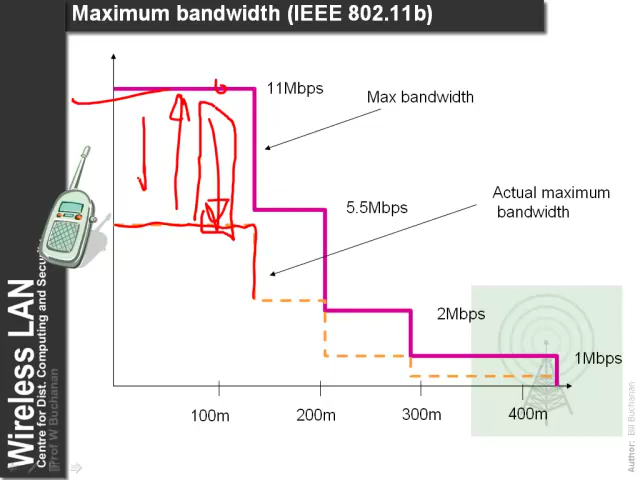 Maximum bandwidth (IEEE 802.11b)
11Mbps
Max bandwidth
Actual maximum
bandwidth
5.5Mbps
2Mbps
1Mbps
100m
200m
300m
400m
Wireless LAN
Centre for Dist. Computing and Security
Prof W Buchanan
Author: Bill Buchanan